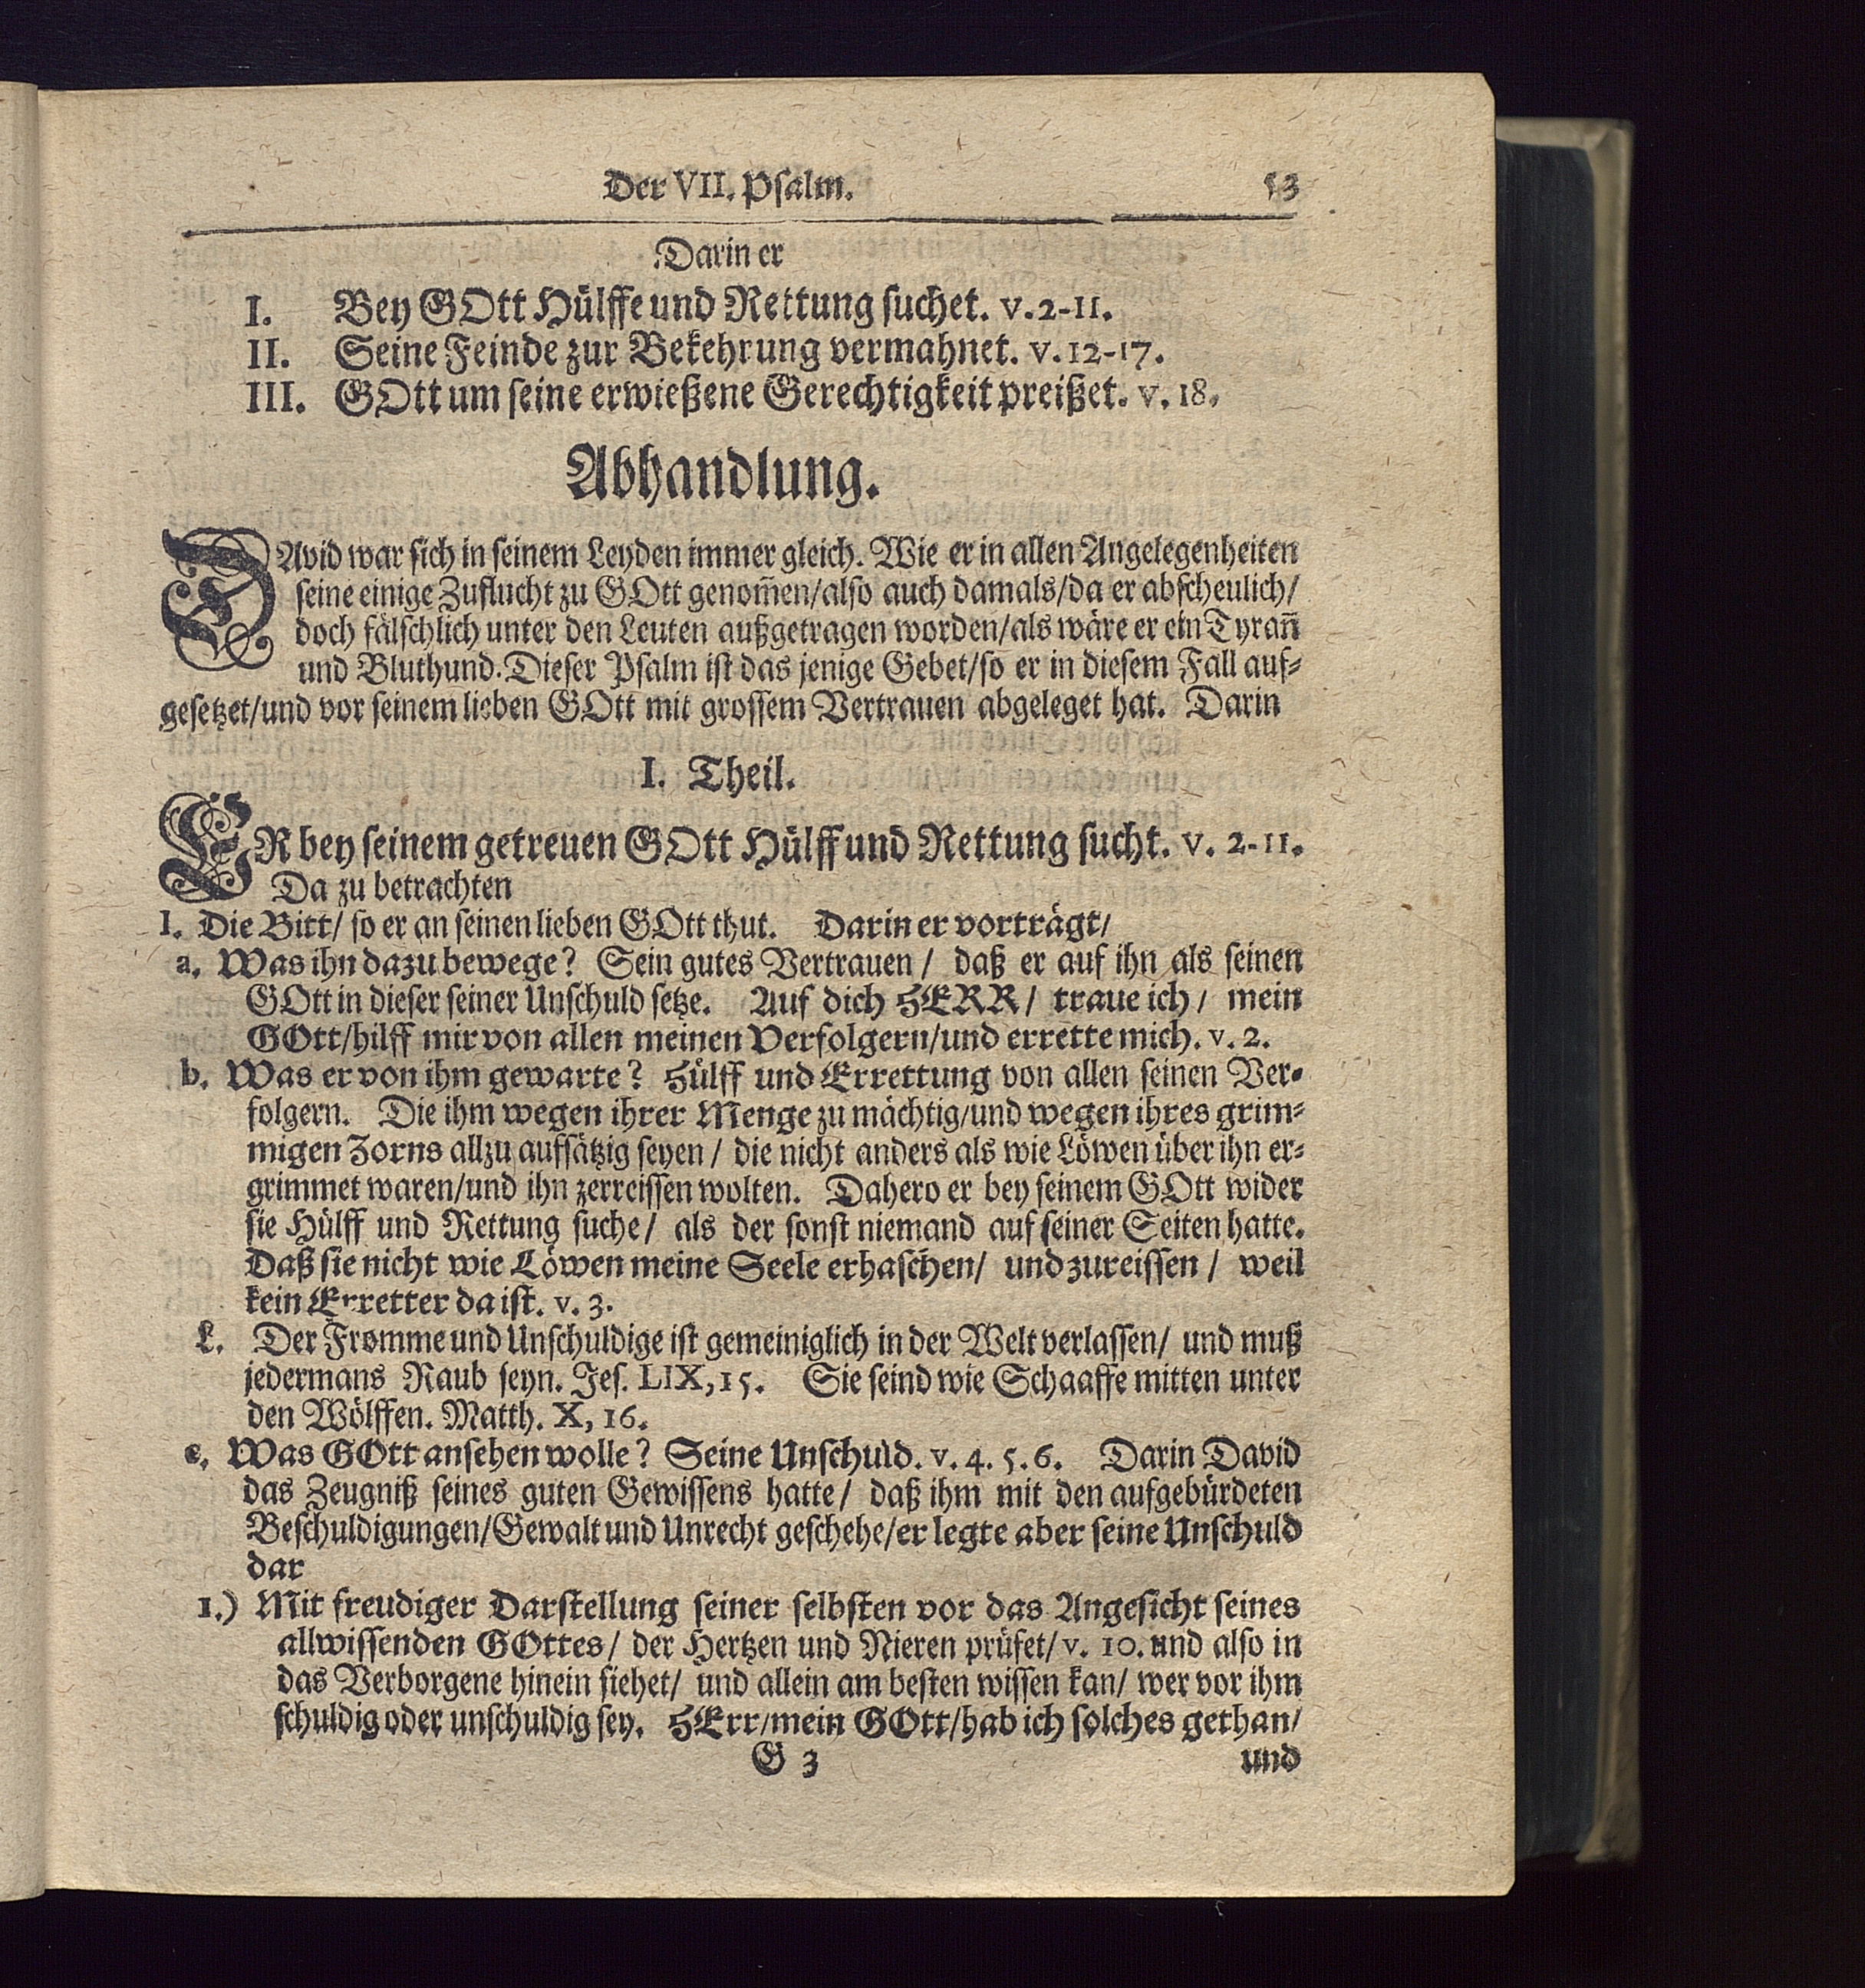 Der VII. Psalm. 53
Darin er
I. Bey GOtt Hülffe und Rettung suchet. v. 2-11.
II. Seine Feinde zur Bekehrung vermahnet. v. 12-17.
III. GOtt um seine erwießene Gerechtigkeit preißet. v. 18.
Abhandlung.
DAvid war sich in seinem Leyden immer gleich. Wie er in allen Angelegenheiten
seine einige Zuflucht zu GOtt genom̃en/also auch damals/da er abscheulich/
doch fälschlich unter den Leuten außgetragen worden/als wäre er ein Tyrañ
und Bluthund. Dieser Psalm ist das jenige Gebet/so er in diesem Fall auf-
gesetzet/und vor seinem lieben GOtt mit grossem Vertrauen abgeleget hat. Darin
I. Theil.
ER bey seinem getreuen GOtt Hülff und Rettung sucht. v. 2-11.
Da zu betrachten
I. Die Bitt/ so er an seinen lieben GOtt thut. Darin er vorträgt/
a. Was ihn dazu bewege? Sein gutes Vertrauen/ daß er auf ihn als seinen
GOtt in dieser seiner Unschuld setze. Auf dich HERR/ traue ich/ mein
GOtt/hilff mir von allen meinen Verfolgern/und errette mich. v. 2.
b. Was er von ihm gewarte? Hülff und Errettung von allen seinen Ver-
folgern. Die ihm wegen ihrer Menge zu mächtig/und wegen ihres grim-
migen Zorns allzu aufsätzig seyen/ die nicht anders als wie Löwen über ihn er-
grimmet waren/und ihn zerreissen wolten. Dahero er bey seinem GOtt wider
sie Hülff und Rettung suche/ als der sonst niemand auf seiner Seiten hatte.
Daß sie nicht wie Löwen meine Seele erhaschen/ und zureissen/ weil
kein Erretter da ist. v. 3.
L. Der Fromme und Unschuldige ist gemeiniglich in der Welt verlassen/ und muß
jedermans Raub seyn. Jes. LIX, 15. Sie seind wie Schaaffe mitten unter
den Wölffen. Matth. X, 16.
c. Was GOtt ansehen wolle? Seine Unschuld. v. 4. 5. 6. Darin David
das Zeugniß seines guten Gewissens hatte/ daß ihm mit den aufgebürdeten
Beschuldigungen/Gewalt und Unrecht geschehe/er legte aber seine Unschuld
dar
1.) Mit freudiger Darstellung seiner selbsten vor das Angesicht seines
allwissenden GOttes/ der Hertzen und Nieren prüfet/ v. 10. und also in
das Verborgene hinein siehet/ und allein am besten wissen kan/ wer vor ihm
schuldig oder unschuldig sey. HErr/mein GOtt/hab ich solches gethan/
G 3 und